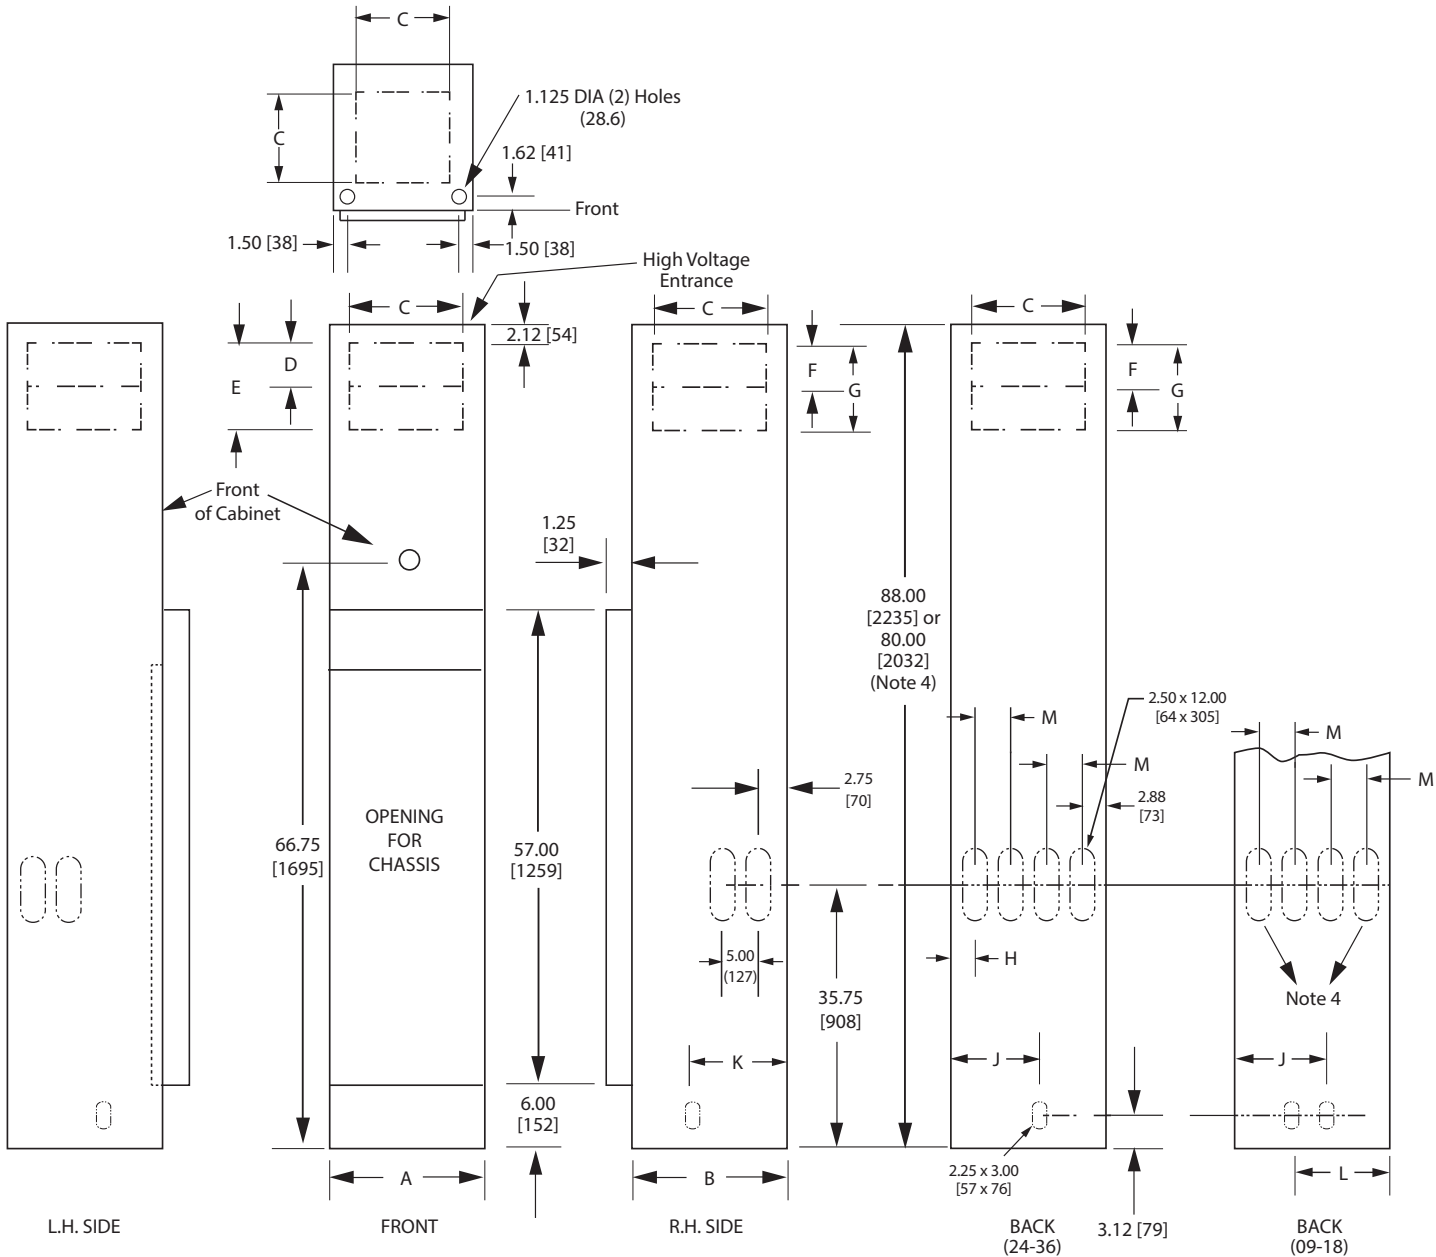 C
C
1.125 DIA (2) Holes
(28.6)
1.62 [41]
Front
1.50 [38]
1.50 [38]
High Voltage
Entrance
C
2.12 [54]
C
C
D
E
F
G
F
G
Front
of Cabinet
1.25
[32]
88.00
[2235] or
80.00
[2032]
(Note 4)
2.50 x 12.00
[64 x 305]
M
M
M
M
2.75
[70]
2.88
[73]
OPENING
FOR
CHASSIS
66.75
[1695]
57.00
[1259]
5.00
(127)
H
35.75
[908]
Note 4
K
J
J
6.00
[152]
A
B
2.25 x 3.00
[57 x 76]
L
3.12 [79]
L.H. SIDE
FRONT
R.H. SIDE
BACK
(24-36)
BACK
(09-18)